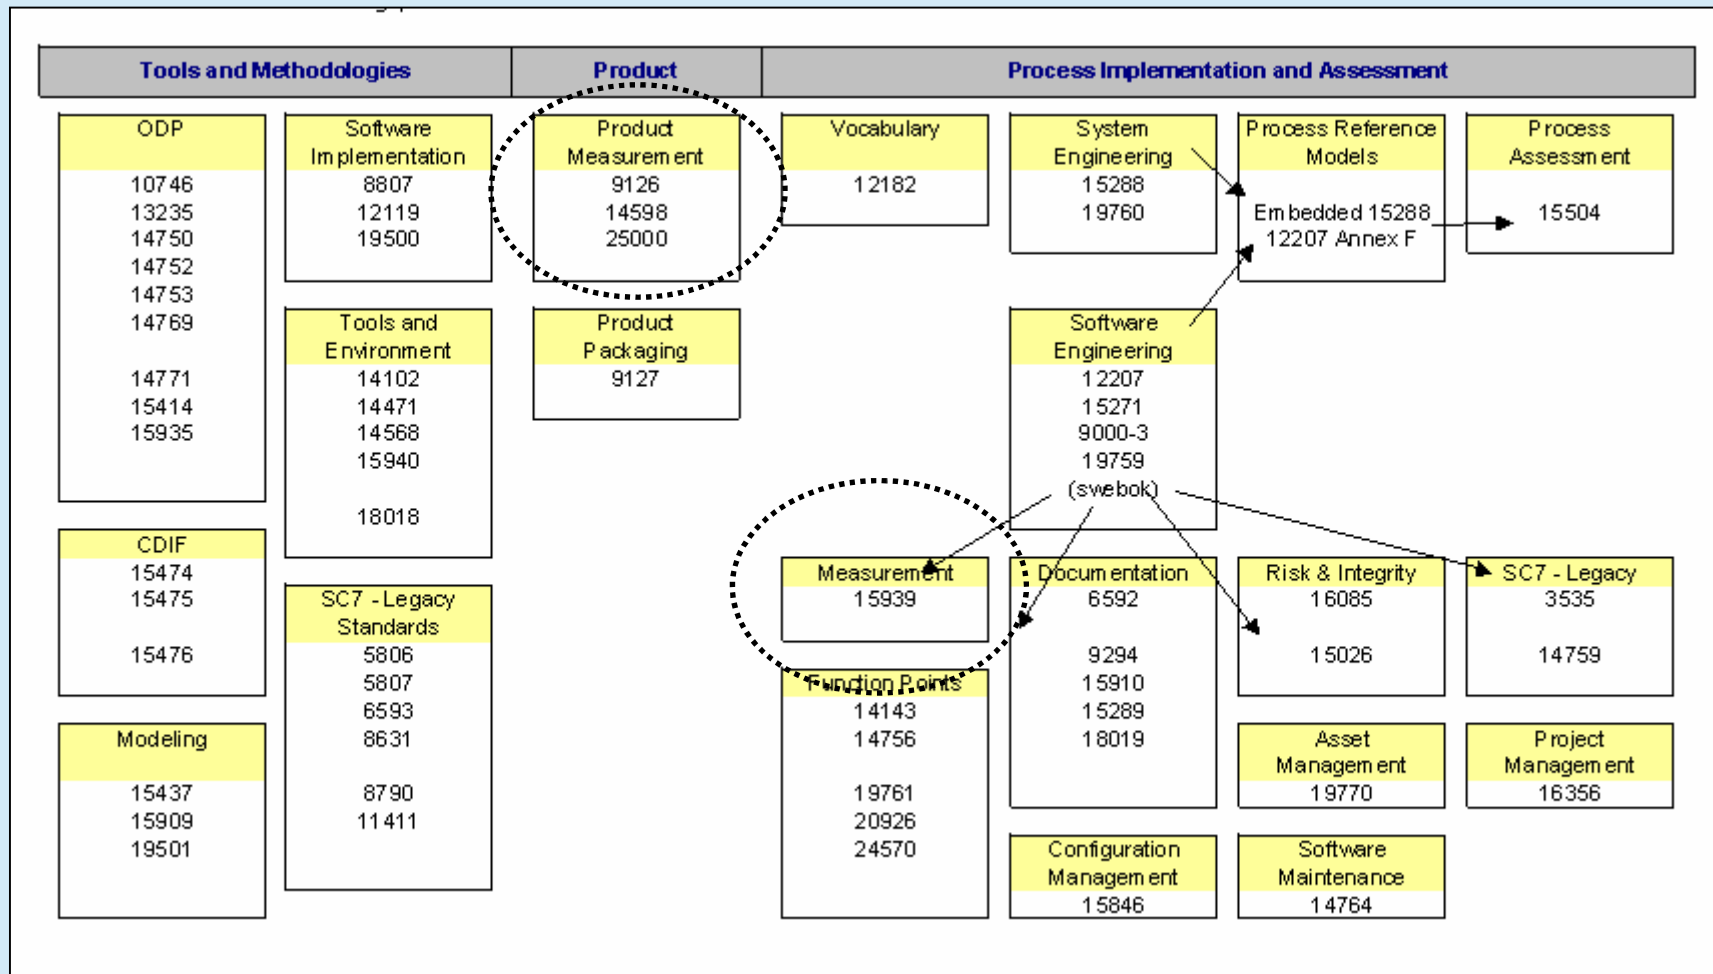 Tools and Methodologies
Product
Process Implementation and Assessment
ODP
10746
13235
14750
14752
14753
14769
14771
15414
15935
CDIF
15474
15475
15476
Modeling
15437
15909
19501
Software
Implementation
8807
12119
19500
Tools and
Environment
14102
14471
14568
15940
18018
SC7 - Legacy
Standards
5806
5807
6593
8631
8790
11411
Product
Measurement
9126
14598
25000
Product
Packaging
9127
Vocabulary
12182
System
Engineering
15288
19760
Process Reference
Models
Embedded 15288
12207 Annex F
Process
Assessment
15504
Software
Engineering
12207
15271
9000-3
19759
(swebok)
Measurement
15939
Function Points
14143
14756
19761
20926
24570
Documentation
6592
9294
15910
15289
18019
Risk & Integrity
16085
15026
SC7 - Legacy
3535
14759
Asset
Management
19770
Project
Management
16356
Configuration
Management
15846
Software
Maintenance
14764